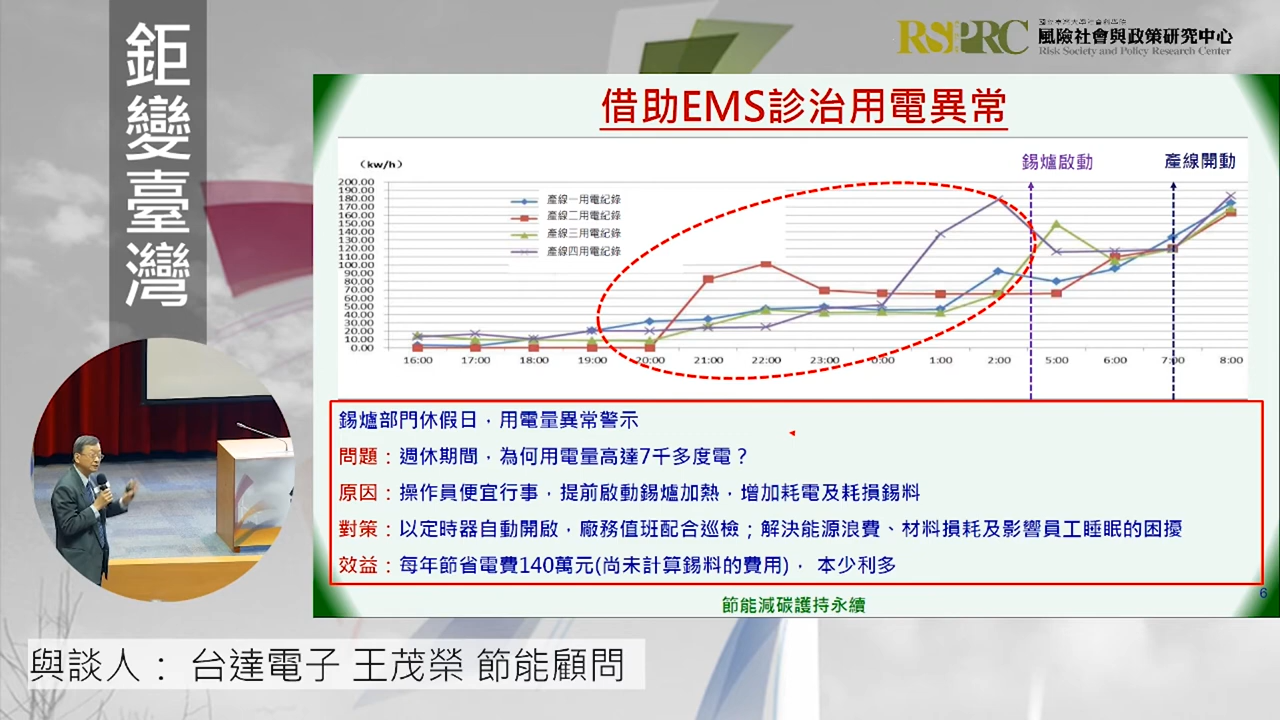 鉅變臺灣
RSPRC
風險社會與政策研究中心
Risk Society and Policy Research Center
借助EMS診治用電異常
(kw/h)
錫爐啟動
產線開動
200.00
190.00
180.00
170.00
160.00
150.00
140.00
130.00
120.00
110.00
100.00
90.00
80.00
70.00
60.00
50.00
40.00
30.00
20.00
10.00
0.00
產線一用電紀錄
產線二用電紀錄
產線三用電紀錄
產線四用電紀錄
16:00 17:00 18:00 19:00 20:00 21:00 22:00 23:00 0:00 1:00 2:00 5:00 6:00 7:00 8:00
錫爐部門休假日，用電量異常警示
問題：週休期間，為何用電量高達7千多度電？
原因：操作員便宜行事，提前啟動錫爐加熱，增加耗電及耗損錫料
對策：以定時器自動開啟，廠務值班配合巡檢；解決能源浪費、材料損耗及影響員工睡眠的困擾
效益：每年節省電費140萬元(尚未計算錫料的費用)， 本少利多
6
節能減碳護持永續
與談人： 台達電子 王茂榮 節能顧問